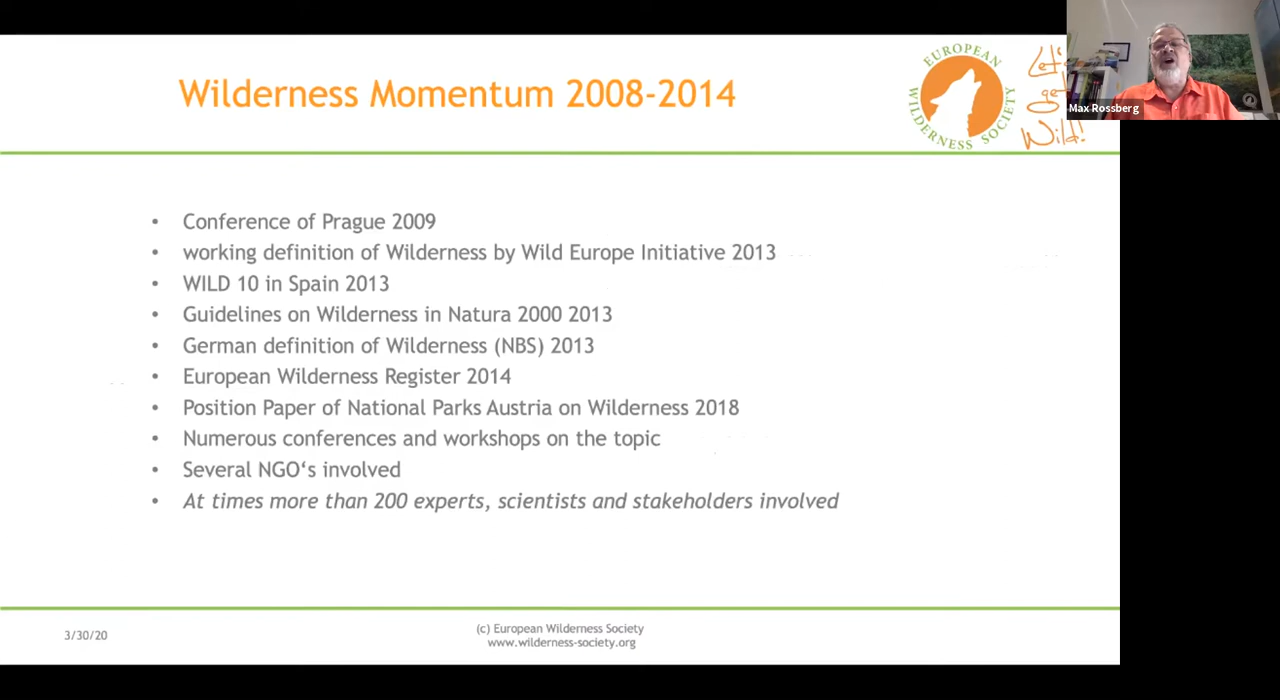 Wilderness Momentum 2008-2014
EUROPEAN
WILDERNESS SOCIETY
Let's
get
Wild!
Max Rossberg
• Conference of Prague 2009
• working definition of Wilderness by Wild Europe Initiative 2013
• WILD 10 in Spain 2013
• Guidelines on Wilderness in Natura 2000 2013
• German definition of Wilderness (NBS) 2013
• European Wilderness Register 2014
• Position Paper of National Parks Austria on Wilderness 2018
• Numerous conferences and workshops on the topic
• Several NGO‘s involved
• At times more than 200 experts, scientists and stakeholders involved
3/30/20
(c) European Wilderness Society
www.wilderness-society.org